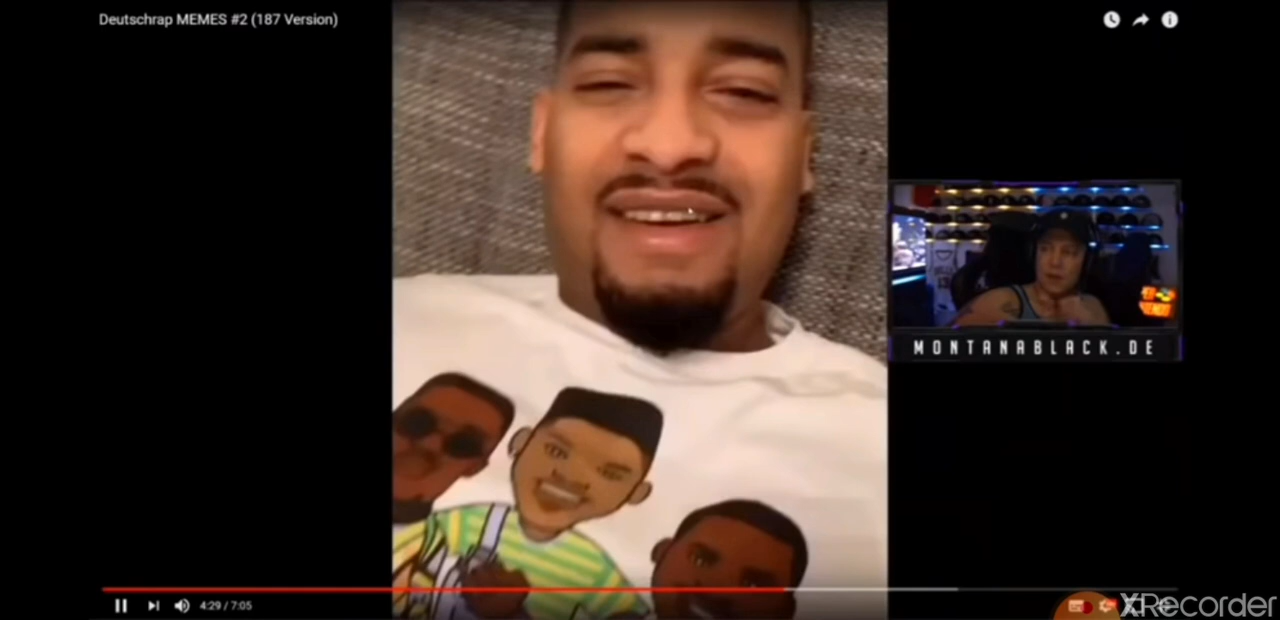 Deutschrap MEMES #2 (187 Version)
MONTANABLACK.DE
4:29 / 7:05
XRecorder